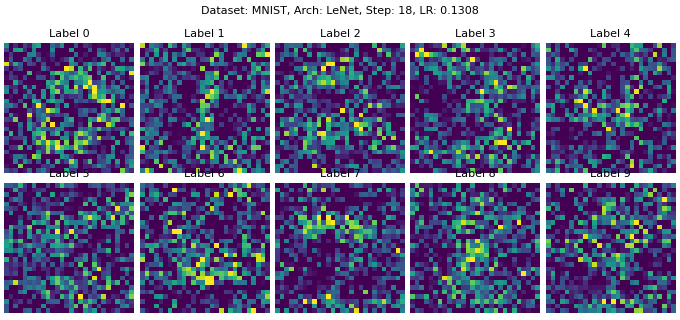 Dataset: MNIST, Arch: LeNet, Step: 18, LR: 0.1308
Label 0 Label 1 Label 2 Label 3 Label 4
Label 5 Label 6 Label 7 Label 8 Label 9